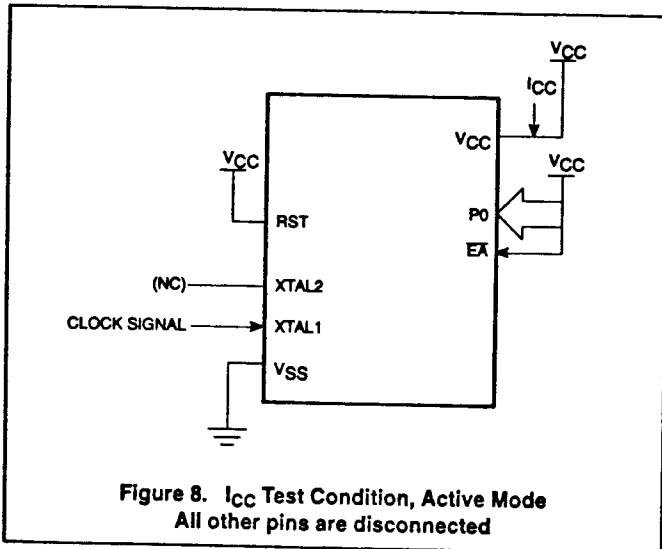 VCC
ICC
VCC
VCC
VCC
P0
RST
EA
(NC)
XTAL2
CLOCK SIGNAL
XTAL1
VSS
Figure 8. ICC Test Condition, Active Mode
All other pins are disconnected